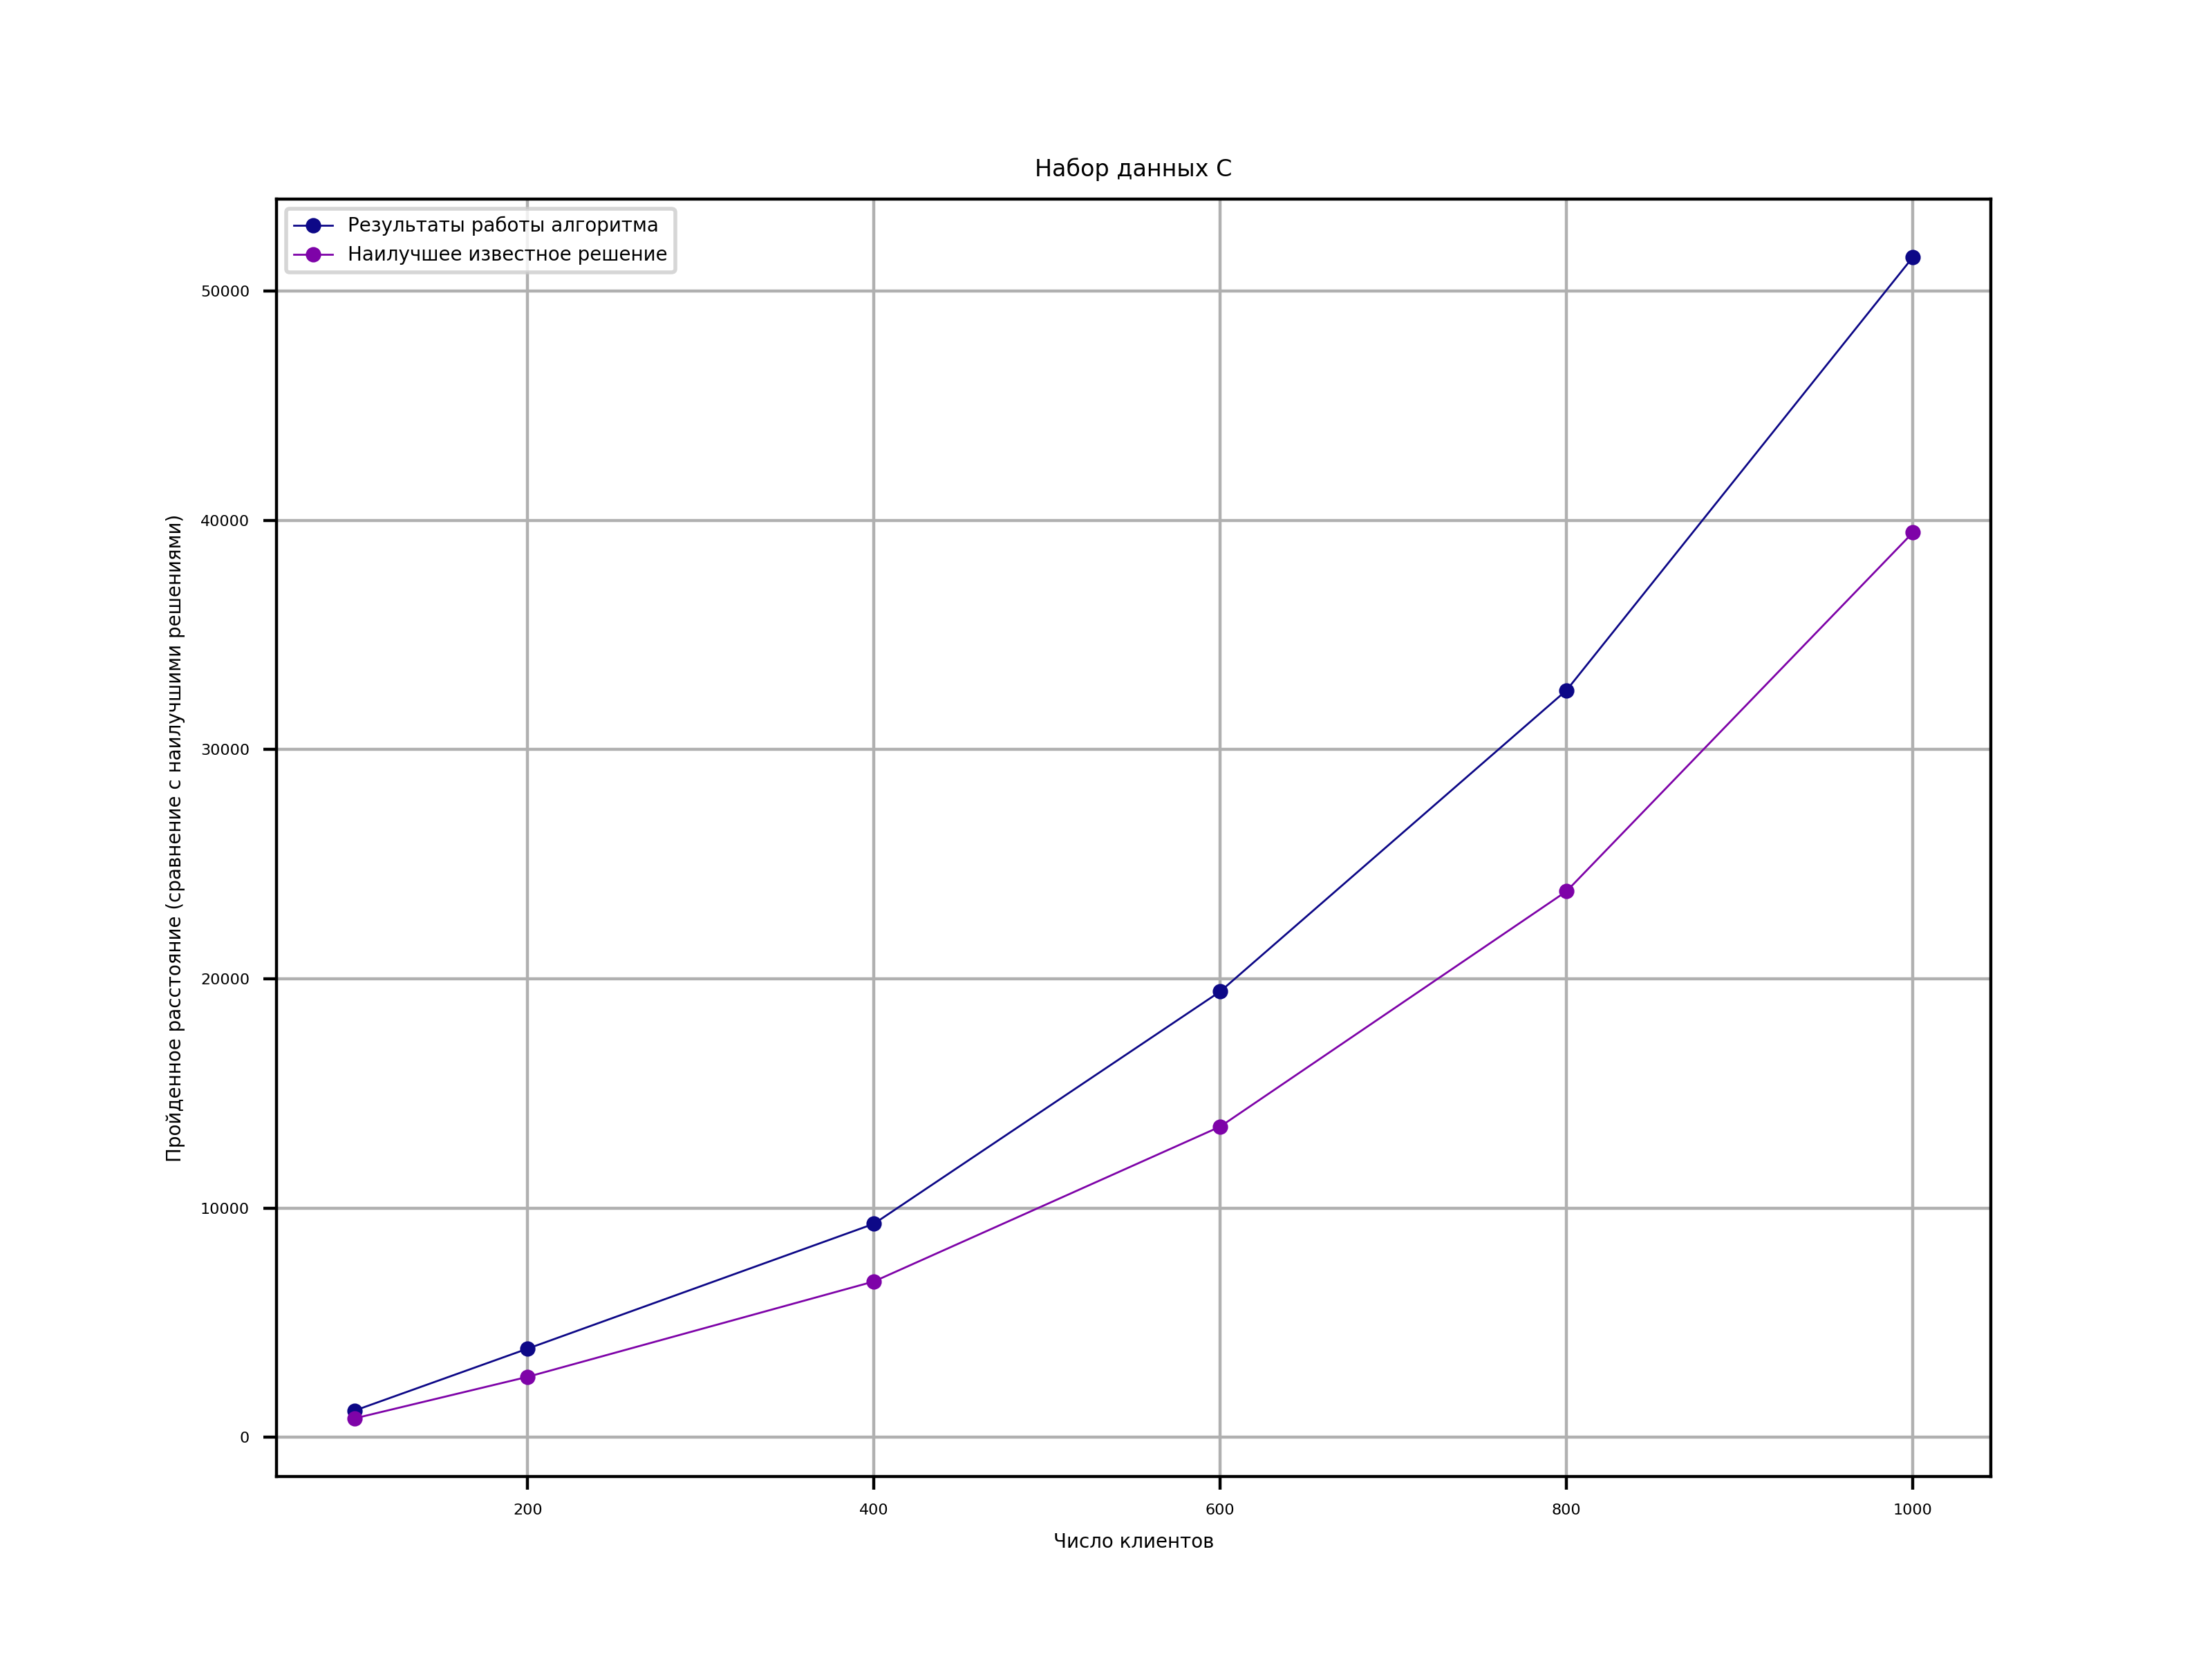 Набор данных C
Результаты работы алгоритма
Наилучшее известное решение
Пройденное расстояние (сравнение с наилучшими решениями)
50000
40000
30000
20000
10000
0
200 400 600 800 1000
Число клиентов